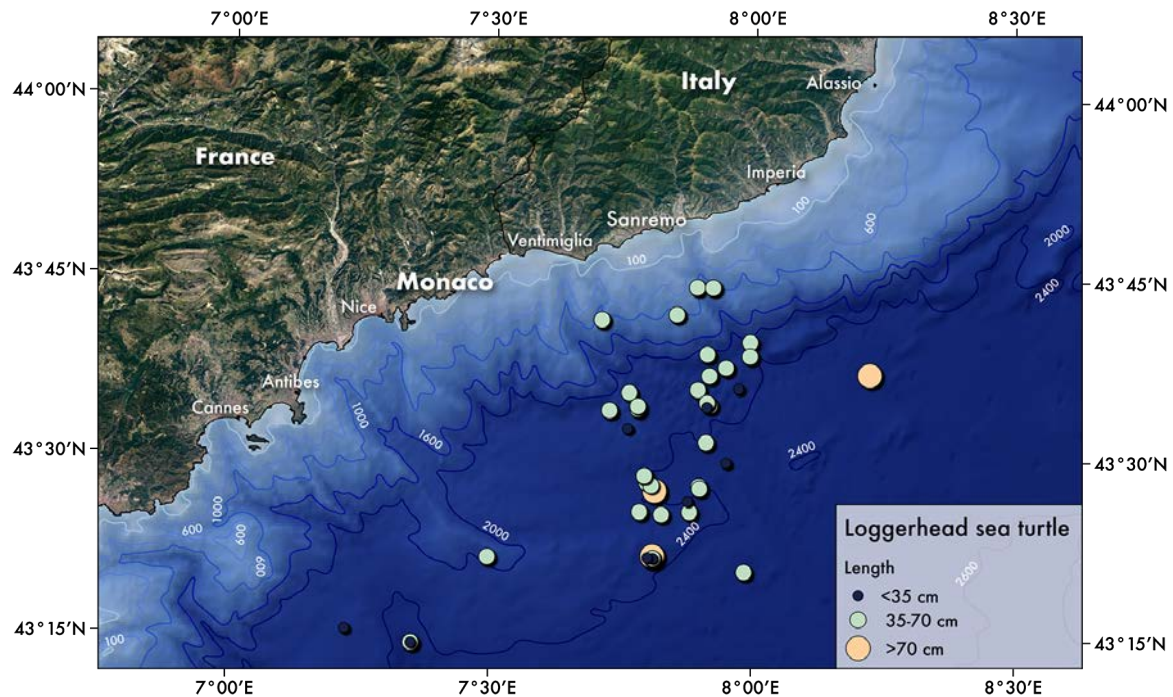 7°00'E 7°30'E 8°00'E 8°30'E
44°00'N
Italy
Alassio
44°00'N
France
Imperia
100
600
Sanremo
Ventimiglia
100
2000
43°45'N
Monaco
43°45'N
2400
Nice
Antibes
Cannes
1000
1600
43°30'N
2400
43°30'N
1000
600
600
600
2000
2400
Loggerhead sea turtle
Length
2600
<35 cm
35-70 cm
>70 cm
43°15'N
100
43°15'N
7°00'E 7°30'E 8°00'E 8°30'E